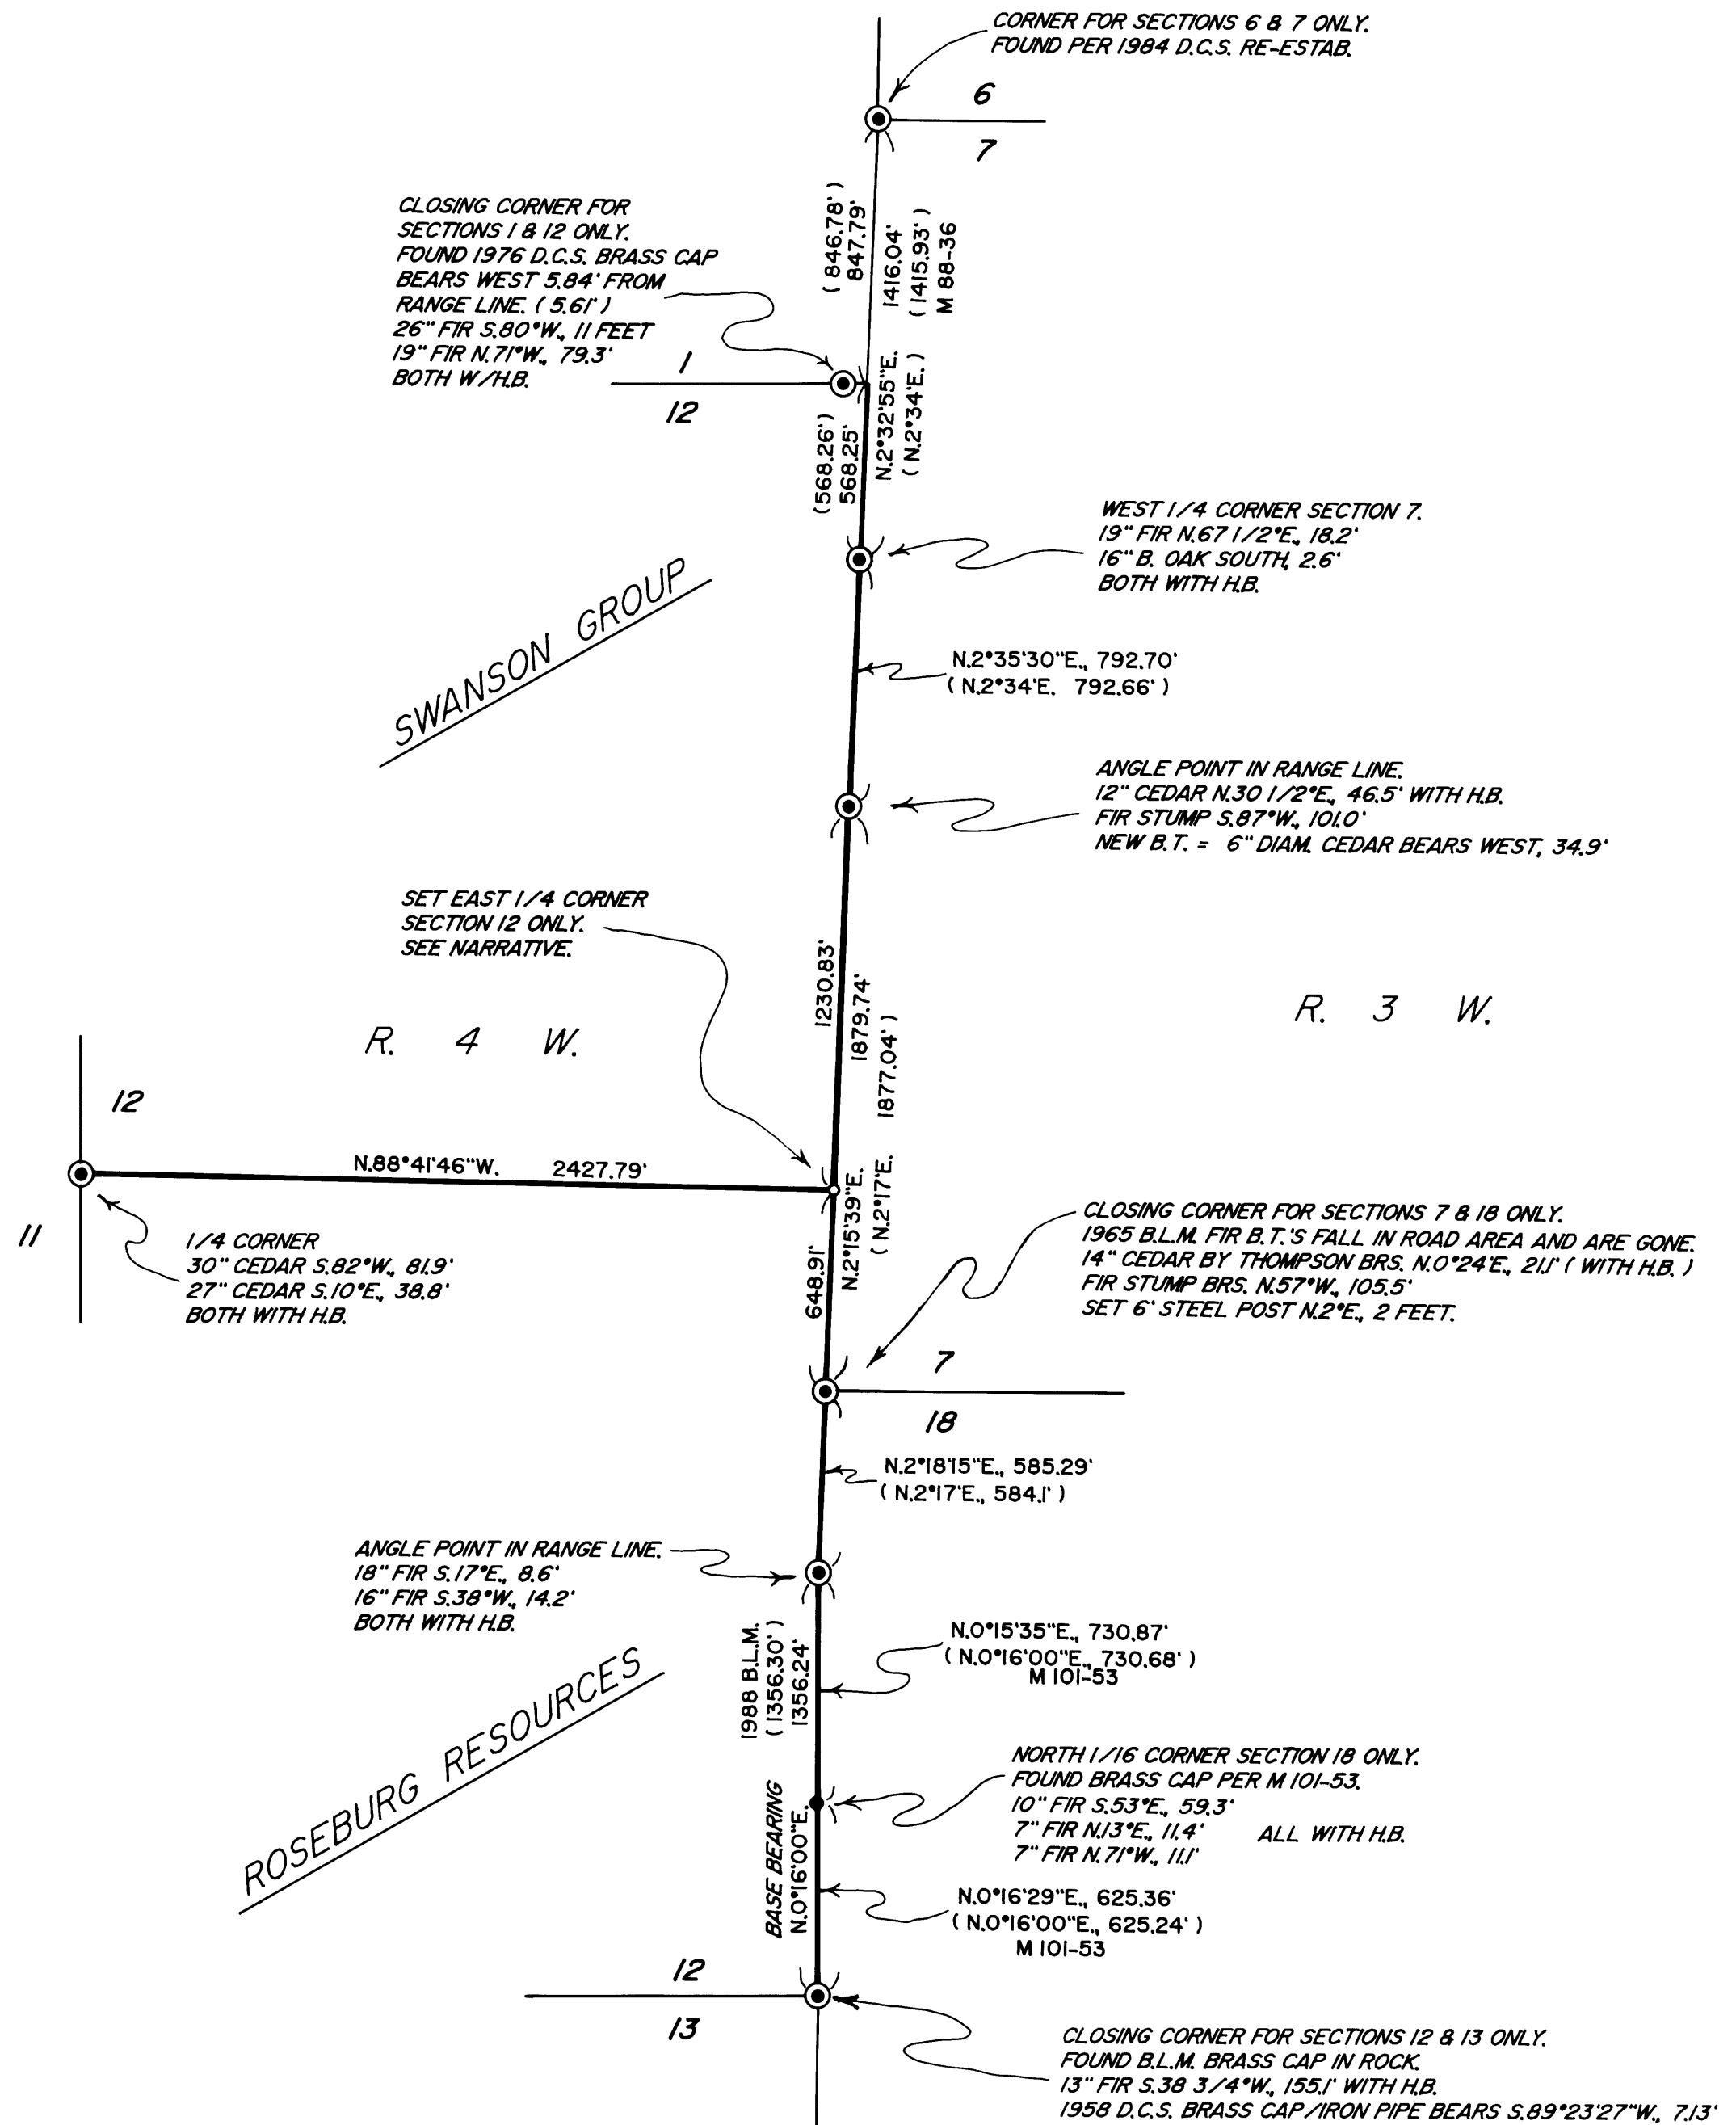 CORNER FOR SECTIONS 6 & 7 ONLY.
FOUND PER 1984 D.C.S. RE-ESTAB.
6
7
( 846.78' )
847.79'
1416.04'
( 1415.93' )
M 88-36
CLOSING CORNER FOR
SECTIONS 1 & 12 ONLY.
FOUND 1976 D.C.S. BRASS CAP
BEARS WEST 5.84' FROM
RANGE LINE. ( 5.61' )
26" FIR S.80°W., 11 FEET
19" FIR N.71°W., 79.3'
BOTH W/H.B.
1
12
N.2°32'55"E.
( N.2°34'E. )
(568.26')
568.25'
WEST 1/4 CORNER SECTION 7.
19" FIR N.67 1/2°E., 18.2'
16" B. OAK SOUTH, 2.6'
BOTH WITH H.B.
SWANSON GROUP
N.2°35'30"E., 792.70'
( N.2°34'E. 792.66' )
ANGLE POINT IN RANGE LINE.
12" CEDAR N.30 1/2°E., 46.5' WITH H.B.
FIR STUMP S.87°W., 101.0'
NEW B.T. = 6" DIAM. CEDAR BEARS WEST, 34.9'
SET EAST 1/4 CORNER
SECTION 12 ONLY.
SEE NARRATIVE.
1230.83'
1879.74'
1877.04' )
R. 4 W.
R. 3 W.
12
N.88°41'46"W. 2427.79'
11
1/4 CORNER
30" CEDAR S.82°W., 81.9'
27" CEDAR S.10°E., 38.8'
BOTH WITH H.B.
N.2°15'39"E.
( N.2°17'E.
648.91'
CLOSING CORNER FOR SECTIONS 7 & 18 ONLY.
1965 B.L.M. FIR B.T.'S FALL IN ROAD AREA AND ARE GONE.
14" CEDAR BY THOMPSON BRS. N.0°24'E., 21.1' ( WITH H.B. )
FIR STUMP BRS. N.57°W., 105.5'
SET 6' STEEL POST N.2°E., 2 FEET.
7
18
N.2°18'15"E., 585.29'
( N.2°17'E., 584.1' )
ANGLE POINT IN RANGE LINE.
18" FIR S.17°E., 8.6'
16" FIR S.38°W., 14.2'
BOTH WITH H.B.
1988 B.L.M.
( 1356.30' )
1356.24'
N.0°15'35"E., 730.87'
( N.0°16'00"E., 730.68' )
M 101-53
ROSEBURG RESOURCES
NORTH 1/16 CORNER SECTION 18 ONLY.
FOUND BRASS CAP PER M 101-53.
10" FIR S.53°E., 59.3'
7" FIR N.13°E., 11.4' ALL WITH H.B.
7" FIR N.71°W., 11.1'
BASE BEARING
N.0°16'00"E.
N.0°16'29"E., 625.36'
( N.0°16'00"E., 625.24' )
M 101-53
12
13
CLOSING CORNER FOR SECTIONS 12 & 13 ONLY.
FOUND B.L.M. BRASS CAP IN ROCK.
13" FIR S.38 3/4°W., 155.1' WITH H.B.
1958 D.C.S. BRASS CAP/IRON PIPE BEARS S.89°23'27"W., 7.13'